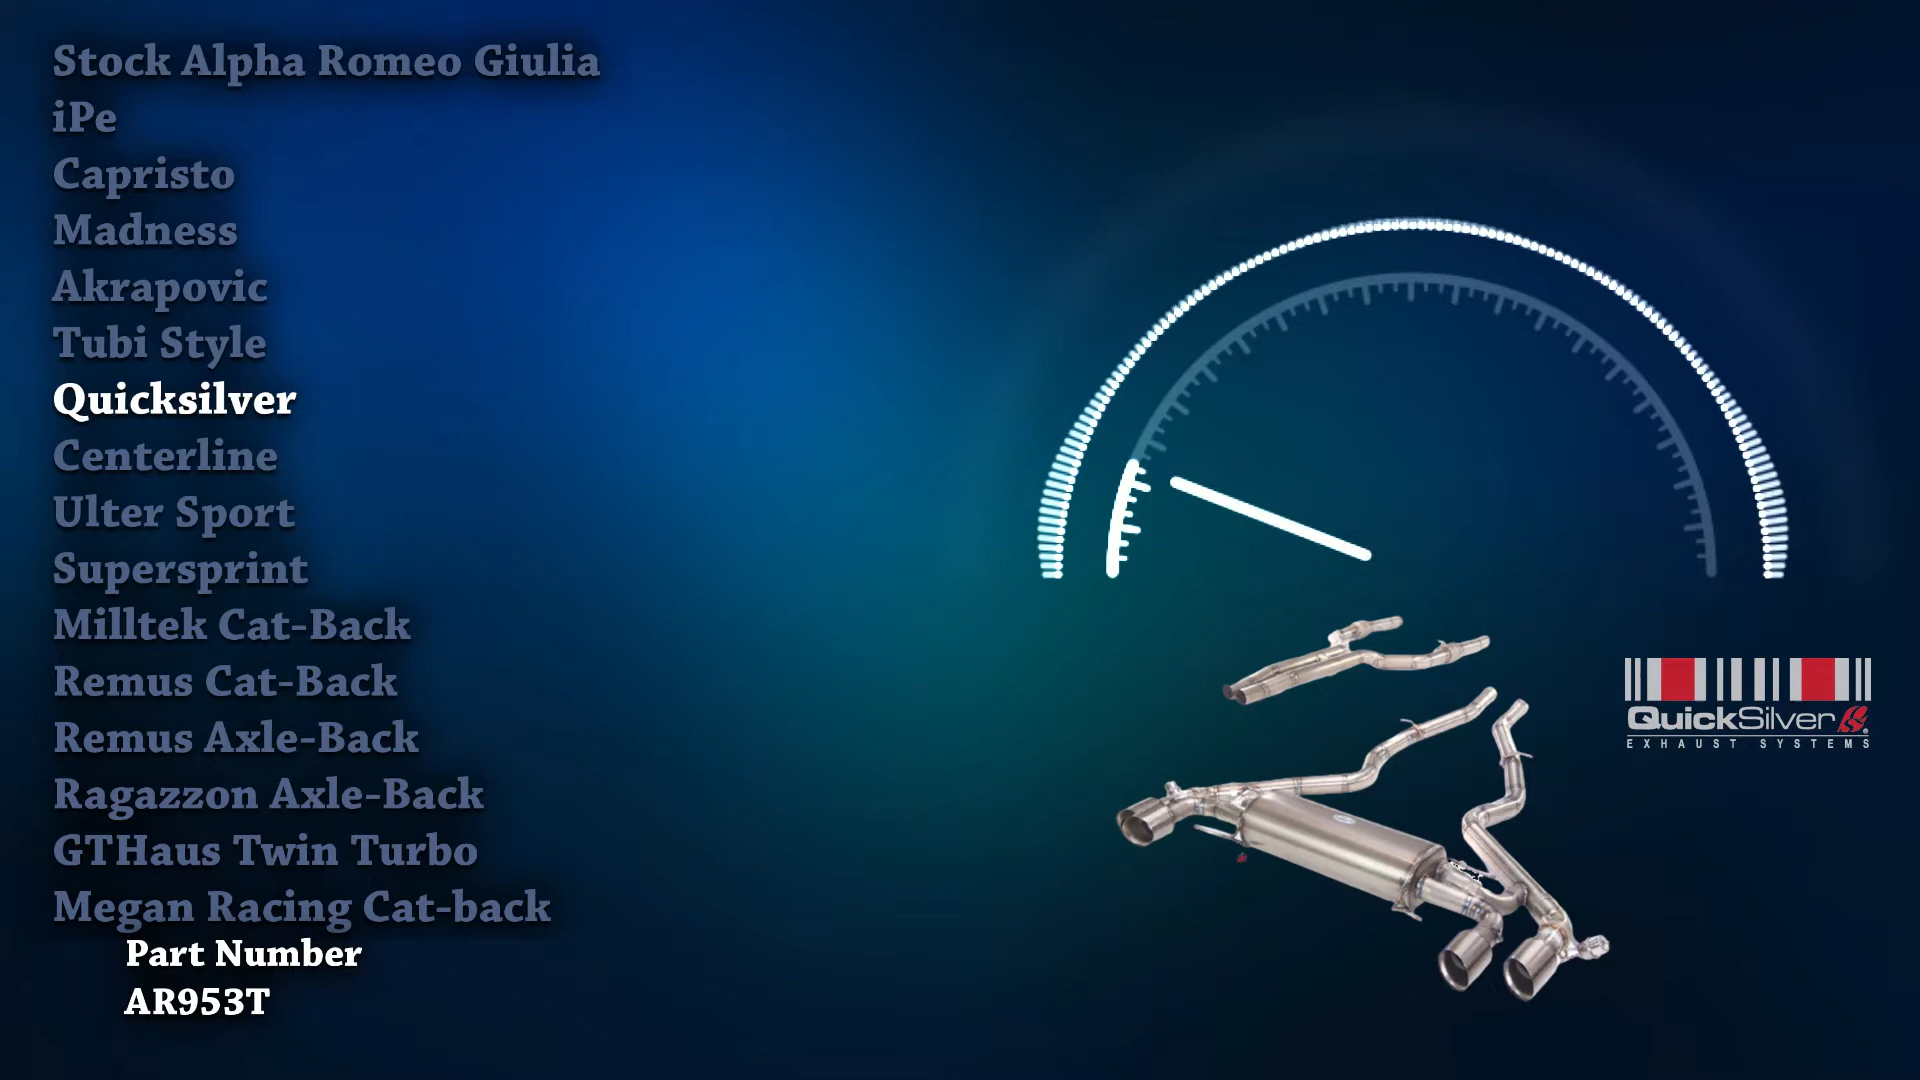 Stock Alpha Romeo Giulia
iPe
Capristo
Madness
Akrapovic
Tubi Style
Quicksilver
Centerline
Ulter Sport
Supersprint
Milltek Cat-Back
Remus Cat-Back
Remus Axle-Back
Ragazzon Axle-Back
GTHaus Twin Turbo
Megan Racing Cat-back
Part Number
AR953T
QuickSilver
EXHAUST SYSTEMS